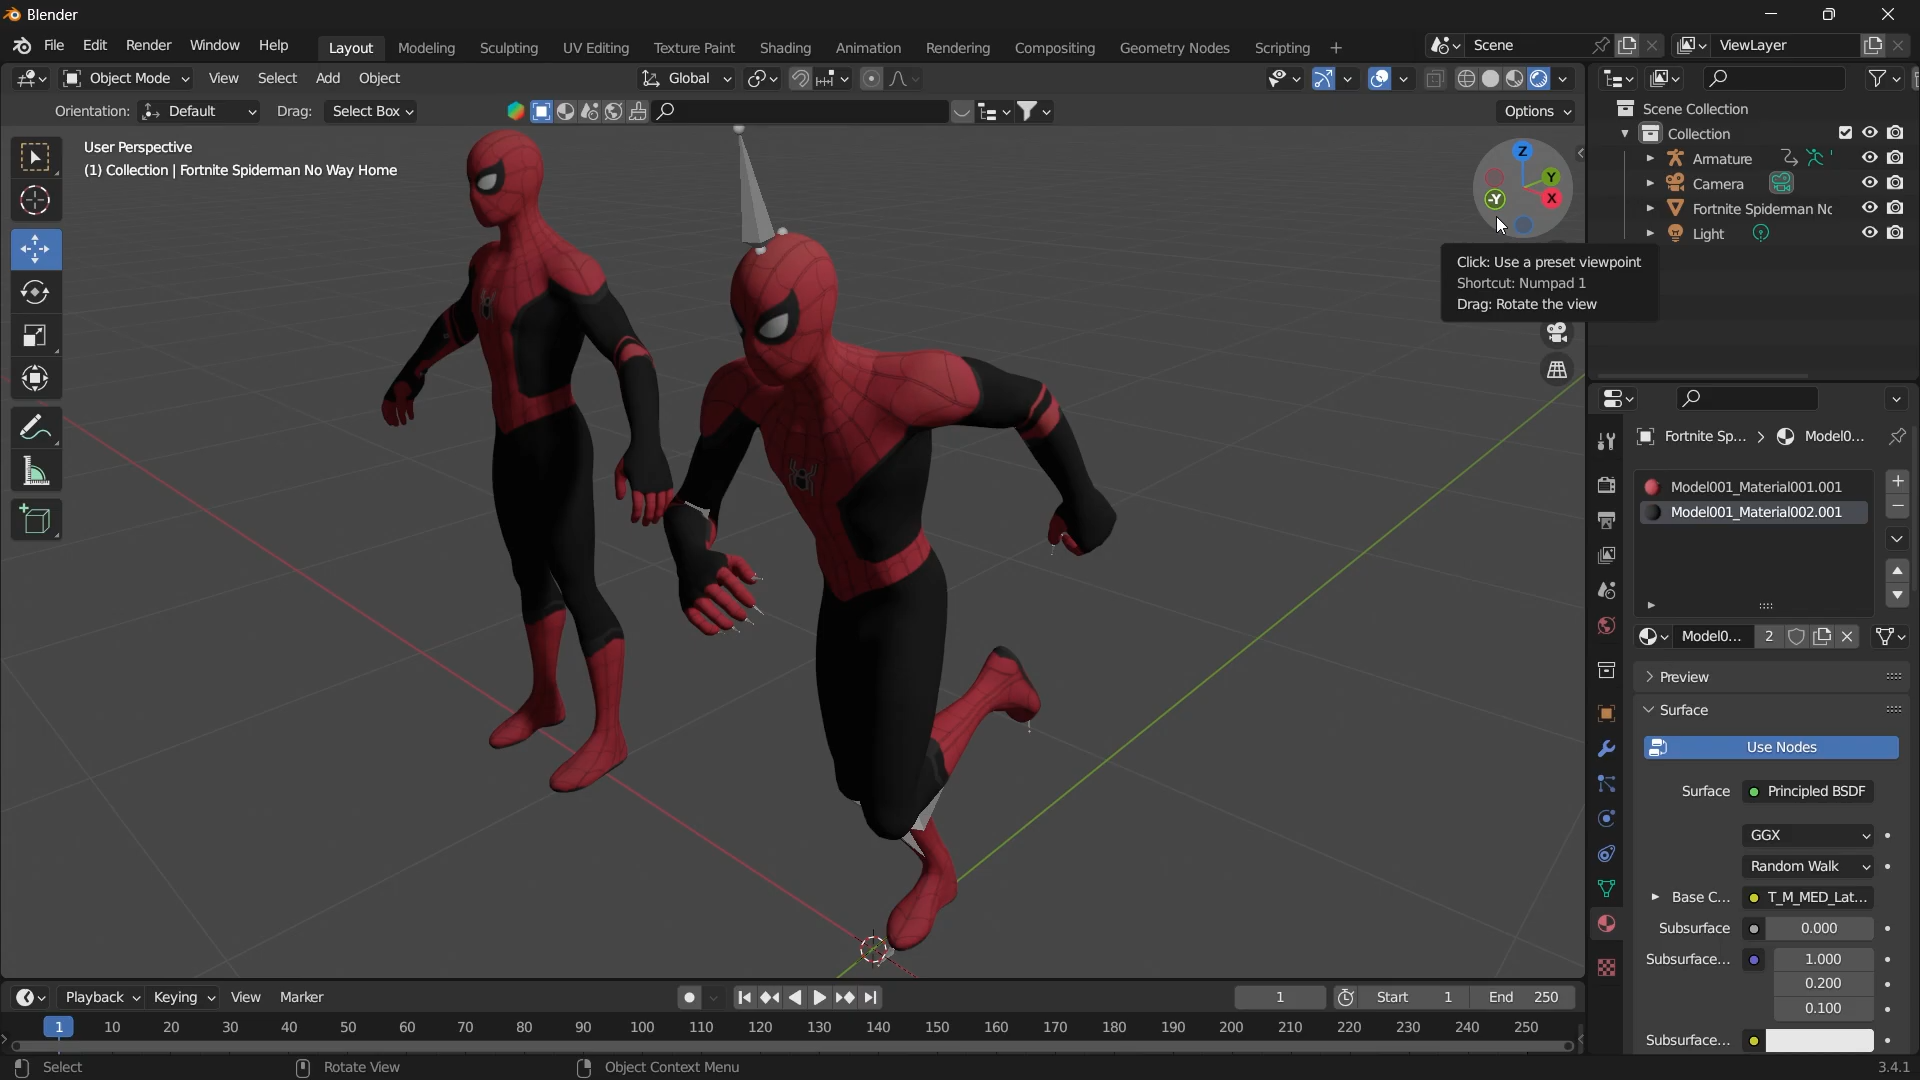 Blender
File Edit Render Window Help Layout Modeling Sculpting UV Editing Texture Paint Shading Animation Rendering Compositing Geometry Nodes Scripting + Scene ViewLayer
Object Mode View Select Add Object Global
Orientation: Default Drag: Select Box Options
User Perspective
(1) Collection | Fortnite Spiderman No Way Home
Z
Y
-Y
X
Click: Use a preset viewpoint
Shortcut: Numpad 1
Drag: Rotate the view
Scene Collection
Collection
Armature
Camera
Fortnite Spiderman Nc
Light
Fortnite Sp... > Model0...
Model001_Material001.001
Model001_Material002.001
Model0... 2
Preview
Surface
Use Nodes
Surface Principled BSDF
GGX
Random Walk
Base C... T_M_MED_Lat...
Subsurface 0.000
Subsurface... 1.000
0.200
0.100
Subsurface...
Playback Keying View Marker 1 Start 1 End 250
1 10 20 30 40 50 60 70 80 90 100 110 120 130 140 150 160 170 180 190 200 210 220 230 240 250
Select Rotate View Object Context Menu 3.4.1